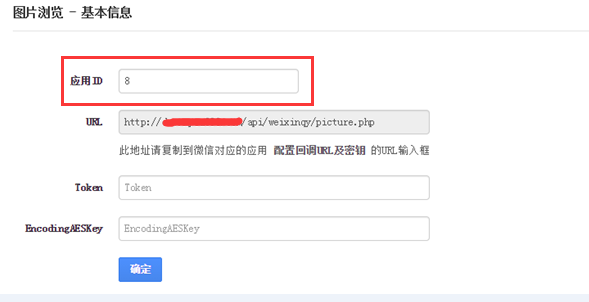 图片浏览 - 基本信息
应用ID 8
URL http:// /api/weixinqy/picture.php
此地址请复制到微信对应的应用 配置回调URL及密钥 的URL输入框
Token Token
EncodingAESKey EncodingAESKey
确定